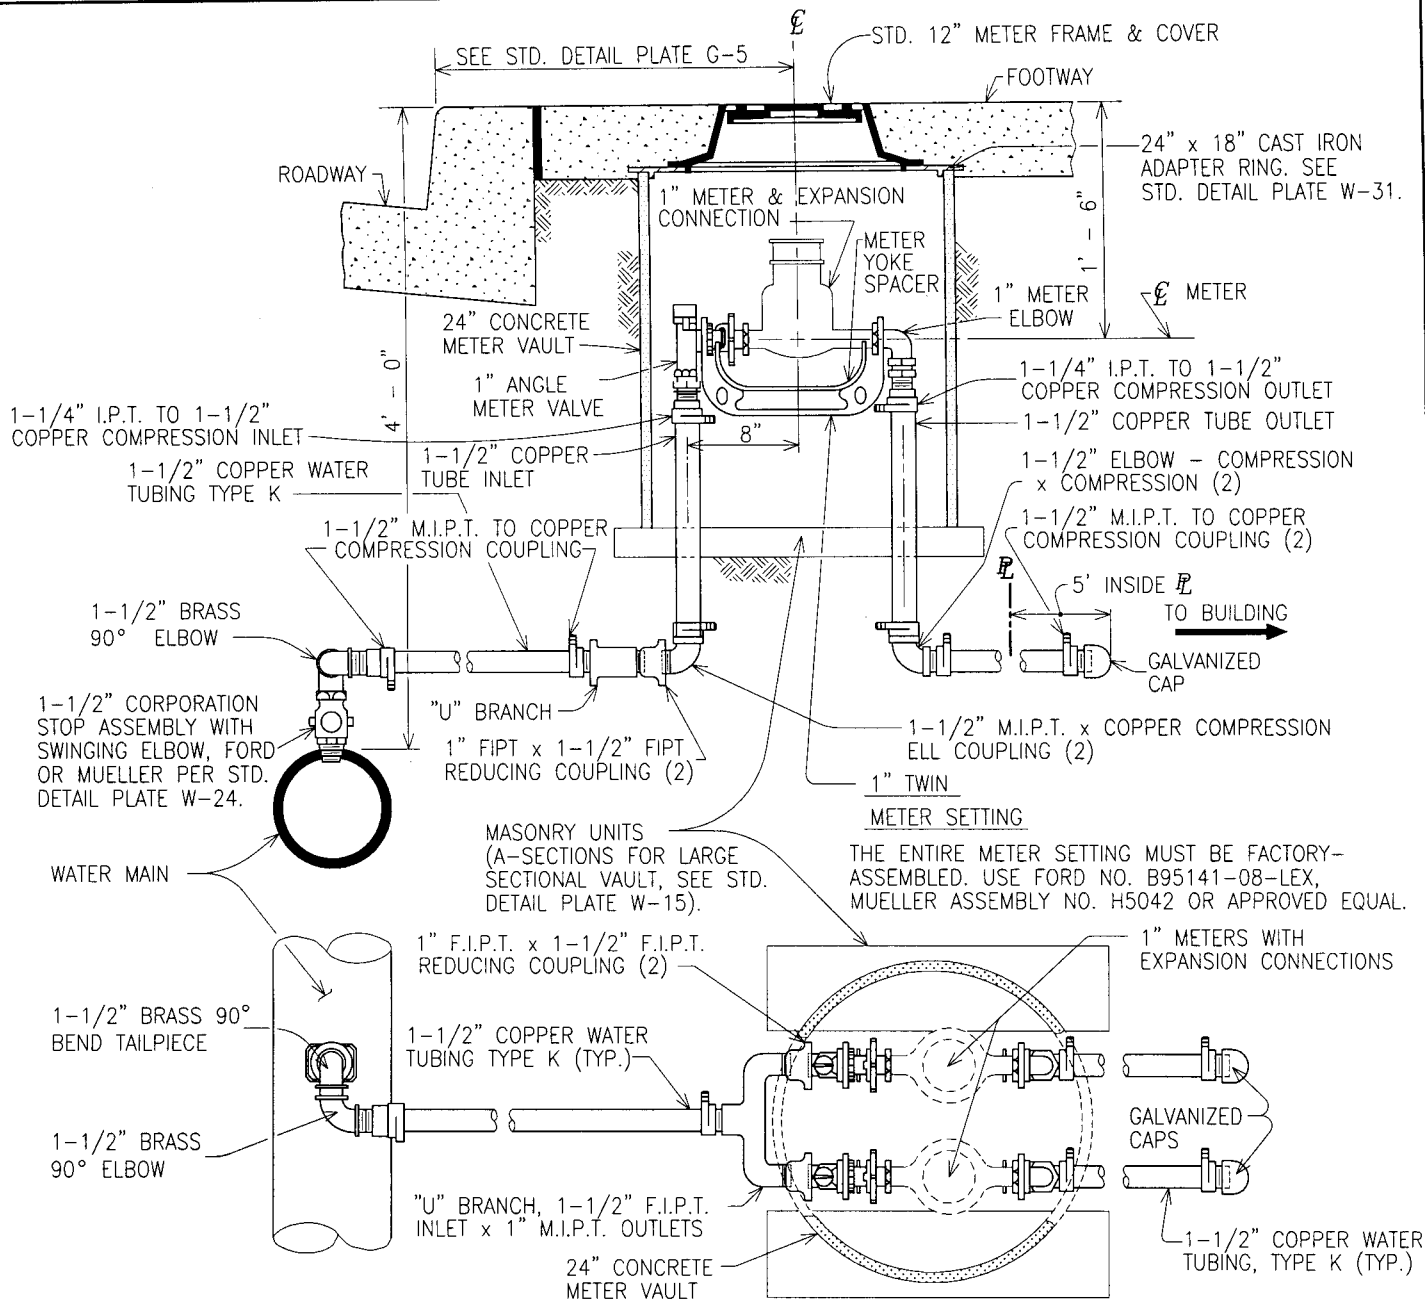 ℄
STD. 12" METER FRAME & COVER
SEE STD. DETAIL PLATE G-5
FOOTWAY
24" x 18" CAST IRON
ADAPTER RING. SEE
STD. DETAIL PLATE W-31.
ROADWAY
1" METER & EXPANSION
CONNECTION
1' - 6"
METER
YOKE
SPACER
1" METER
ELBOW
℄ METER
24" CONCRETE
METER VAULT
4' - 0"
1" ANGLE
METER VALVE
1-1/4" I.P.T. TO 1-1/2"
COPPER COMPRESSION OUTLET
1-1/4" I.P.T. TO 1-1/2"
COPPER COMPRESSION INLET
8"
1-1/2" COPPER TUBE OUTLET
1-1/2" COPPER
TUBE INLET
1-1/2" COPPER WATER
TUBING TYPE K
1-1/2" ELBOW - COMPRESSION
x COMPRESSION (2)
1-1/2" M.I.P.T. TO COPPER
COMPRESSION COUPLING
1-1/2" M.I.P.T. TO COPPER
COMPRESSION COUPLING (2)
PL
5' INSIDE PL
TO BUILDING
1-1/2" BRASS
90° ELBOW
GALVANIZED
CAP
1-1/2" CORPORATION
STOP ASSEMBLY WITH
SWINGING ELBOW, FORD
OR MUELLER PER STD.
DETAIL PLATE W-24.
"U" BRANCH
1" FIPT x 1-1/2" FIPT
REDUCING COUPLING (2)
1-1/2" M.I.P.T. x COPPER COMPRESSION
ELL COUPLING (2)
1" TWIN
METER SETTING
MASONRY UNITS
(A-SECTIONS FOR LARGE
SECTIONAL VAULT, SEE STD.
DETAIL PLATE W-15).
THE ENTIRE METER SETTING MUST BE FACTORY-
ASSEMBLED. USE FORD NO. B95141-08-LEX,
MUELLER ASSEMBLY NO. H5042 OR APPROVED EQUAL.
WATER MAIN
1" F.I.P.T. x 1-1/2" F.I.P.T.
REDUCING COUPLING (2)
1" METERS WITH
EXPANSION CONNECTIONS
1-1/2" BRASS 90°
BEND TAILPIECE
1-1/2" COPPER WATER
TUBING TYPE K (TYP.)
GALVANIZED
CAPS
1-1/2" BRASS
90° ELBOW
"U" BRANCH, 1-1/2" F.I.P.T.
INLET x 1" M.I.P.T. OUTLETS
24" CONCRETE
METER VAULT
1-1/2" COPPER WATER
TUBING, TYPE K (TYP.)